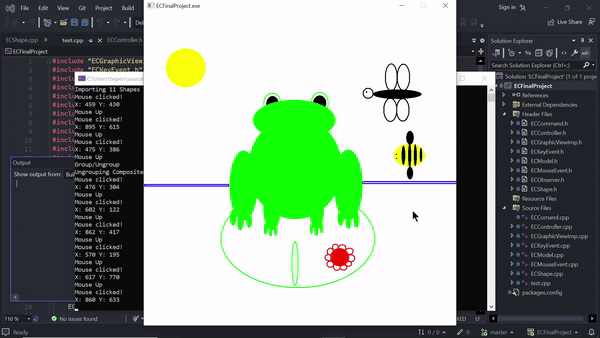 File Edit View Git
Sign in
ECFinalProject.exe
Live Share
ECShape.cpp test.cpp ECController.h
ECFinalProject
#include "ECGraphicView
#include "ECKeyEvent.h"
C:\Users\
Importing 11 Shapes
Mouse clicked!
X: 459 Y: 430
Mouse Up
Mouse clicked!
X: 895 Y: 615
Mouse Up
Mouse clicked!
X: 475 Y: 386
Mouse Up
Group/Ungroup
Ungrouping Composite
Mouse clicked!
X: 476 Y: 304
Mouse Up
Mouse clicked!
X: 602 Y: 122
Mouse Up
Mouse clicked!
X: 862 Y: 417
Mouse Up
Mouse clicked!
X: 570 Y: 195
Mouse Up
Mouse clicked!
X: 617 Y: 770
Mouse Up
Mouse clicked!
X: 860 Y: 633
Output
Show output from:
Solution Explorer
Search Solution Explorer (Ctrl+;)
Solution 'ECFinalProject' (1 of 1 project)
ECFinalProject
References
External Dependencies
Header Files
ECCommand.h
ECController.h
ECGraphicViewImp.h
ECKeyEvent.h
ECModel.h
ECMouseEvent.h
ECObserver.h
ECShape.h
Resource Files
Source Files
ECCommand.cpp
ECController.cpp
ECGraphicViewImp.cpp
ECKeyEvent.cpp
ECModel.cpp
ECMouseEvent.cpp
ECShape.cpp
test.cpp
packages.config
110 %
No issues found
Ready
0 / 0
0
master
ECFinalProject